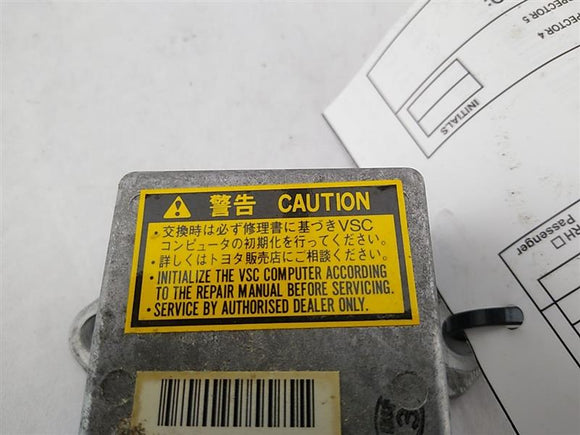 警告 CAUTION
・交換時は必ず修理書に基づきVSC
コンピュータの初期化を行ってください。
・詳しくはトヨタ販売店にご相談ください。
・INITIALIZE THE VSC COMPUTER ACCORDING
TO THE REPAIR MANUAL BEFORE SERVICING.
・SERVICE BY AUTHORISED DEALER ONLY.
INITIALS
RH
Passenger